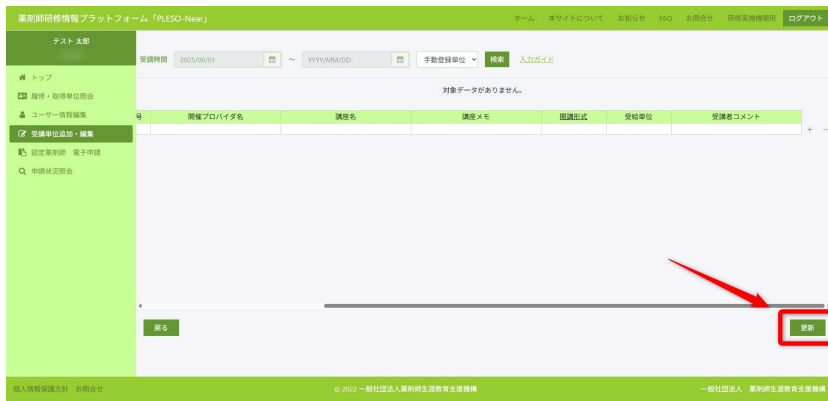 薬剤師研修情報プラットフォーム「PLESO-Near」
ホーム 本サイトについて お知らせ FAQ お問合せ 研修実施機関用 ログアウト
テスト 太郎
受講時間 2025/08/01 ~ YYYY/MM/DD 手動登録単位 検索 入力ガイド
トップ
履修・取得単位照会
ユーザー情報編集
受講単位追加・編集
認定薬剤師 電子申請
申請状況照会
対象データがありません。
号 開催プロバイダ名 講座名 講座メモ 開講形式 受給単位 受講者コメント
+ −
戻る
更新
個人情報保護方針 お問合せ
© 2022 一般社団法人薬剤師生涯教育支援機構
一般社団法人 薬剤師生涯教育支援機構